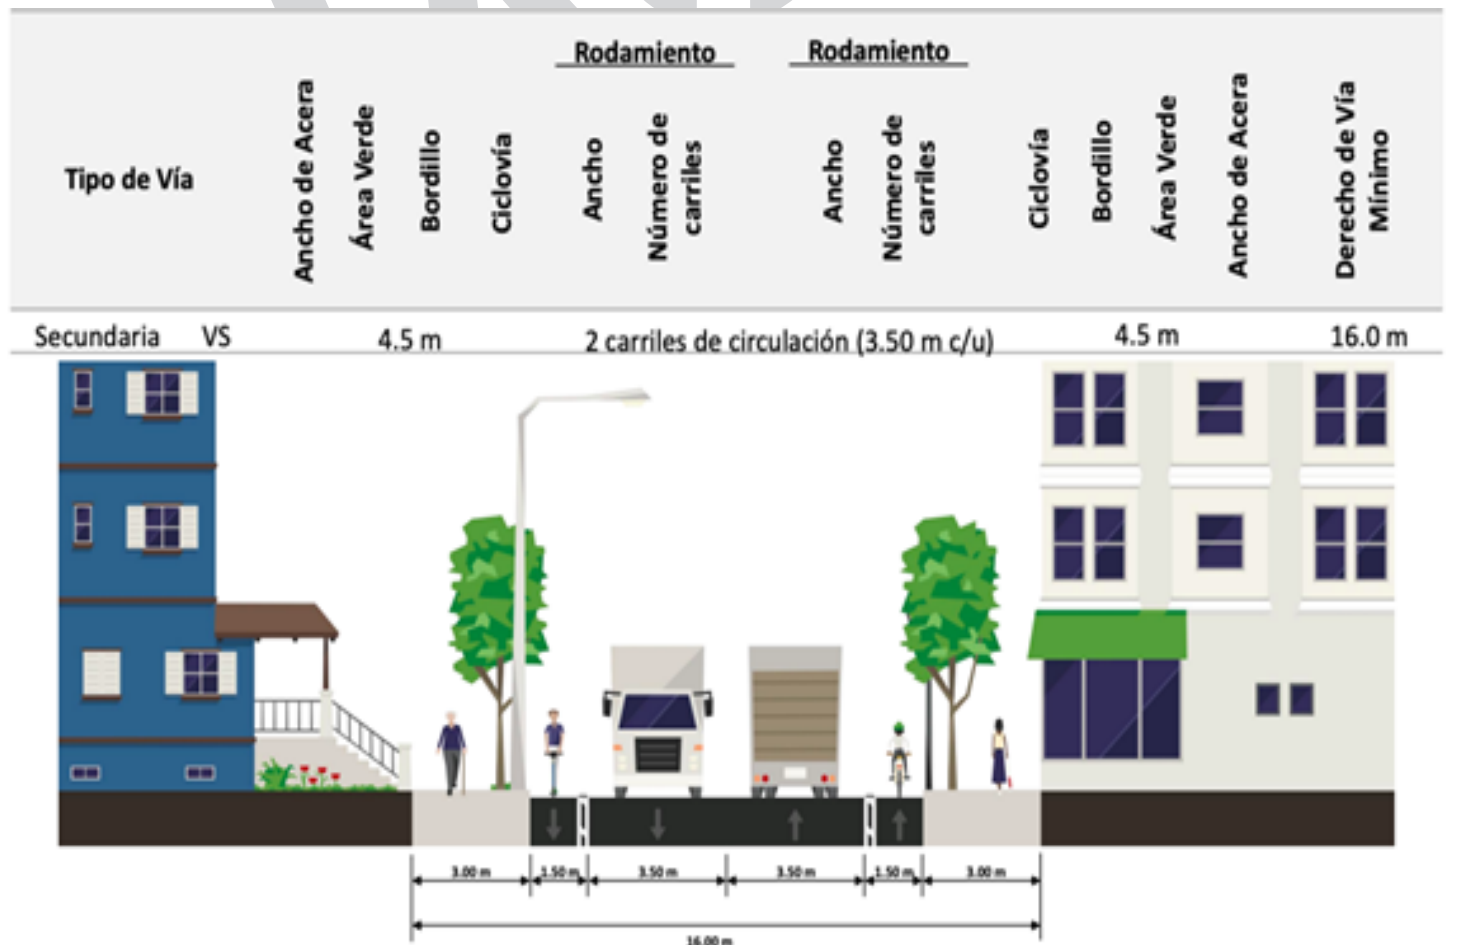 Rodamiento Rodamiento
Tipo de Vía
Ancho de Acera
Área Verde
Bordillo
Ciclovía
Ancho
Número de
carriles
Ancho
Número de
carriles
Ciclovía
Bordillo
Área Verde
Ancho de Acera
Derecho de Vía
Mínimo
Secundaria VS 4.5 m 2 carriles de circulación (3.50 m c/u) 4.5 m 16.0 m
3.00 m 1.50 m 3.50 m 3.50 m 1.50 m 3.00 m
16.00 m